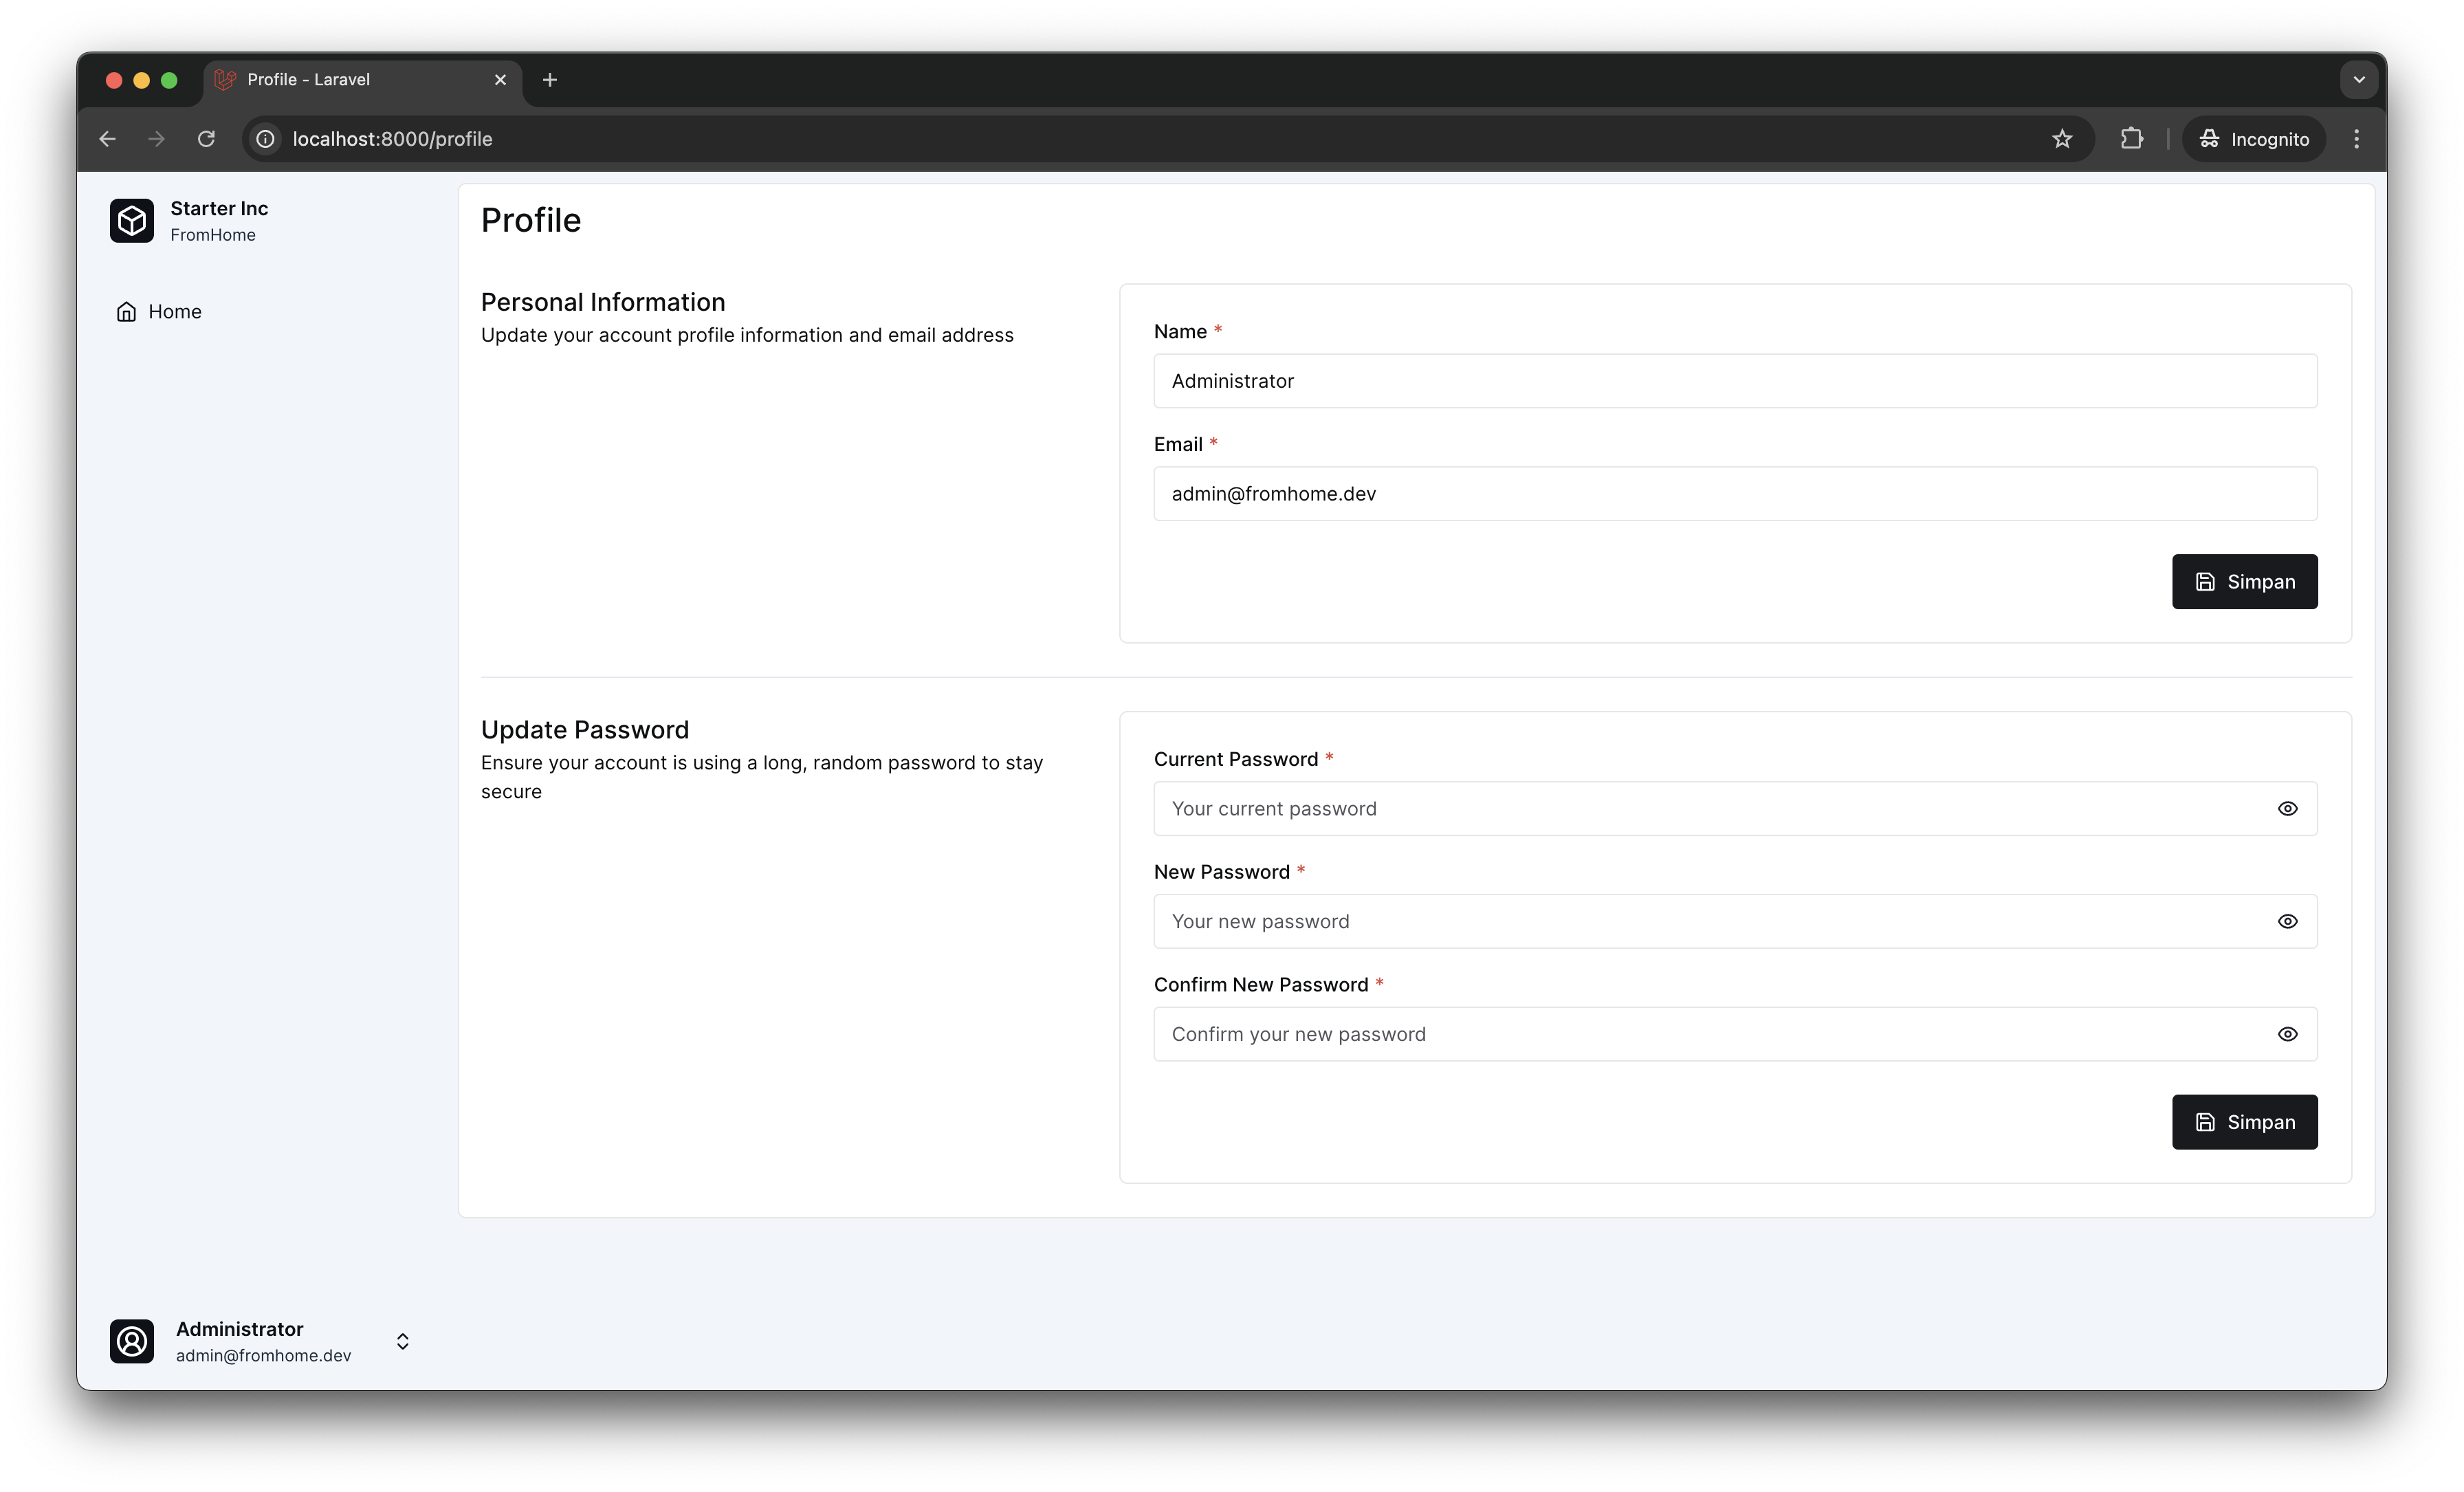 Profile - Laravel
localhost:8000/profile
Incognito
Starter Inc
FromHome
Home
Profile
Personal Information
Update your account profile information and email address
Name *
Administrator
Email *
admin@fromhome.dev
Simpan
Update Password
Ensure your account is using a long, random password to stay
secure
Current Password *
Your current password
New Password *
Your new password
Confirm New Password *
Confirm your new password
Simpan
Administrator
admin@fromhome.dev